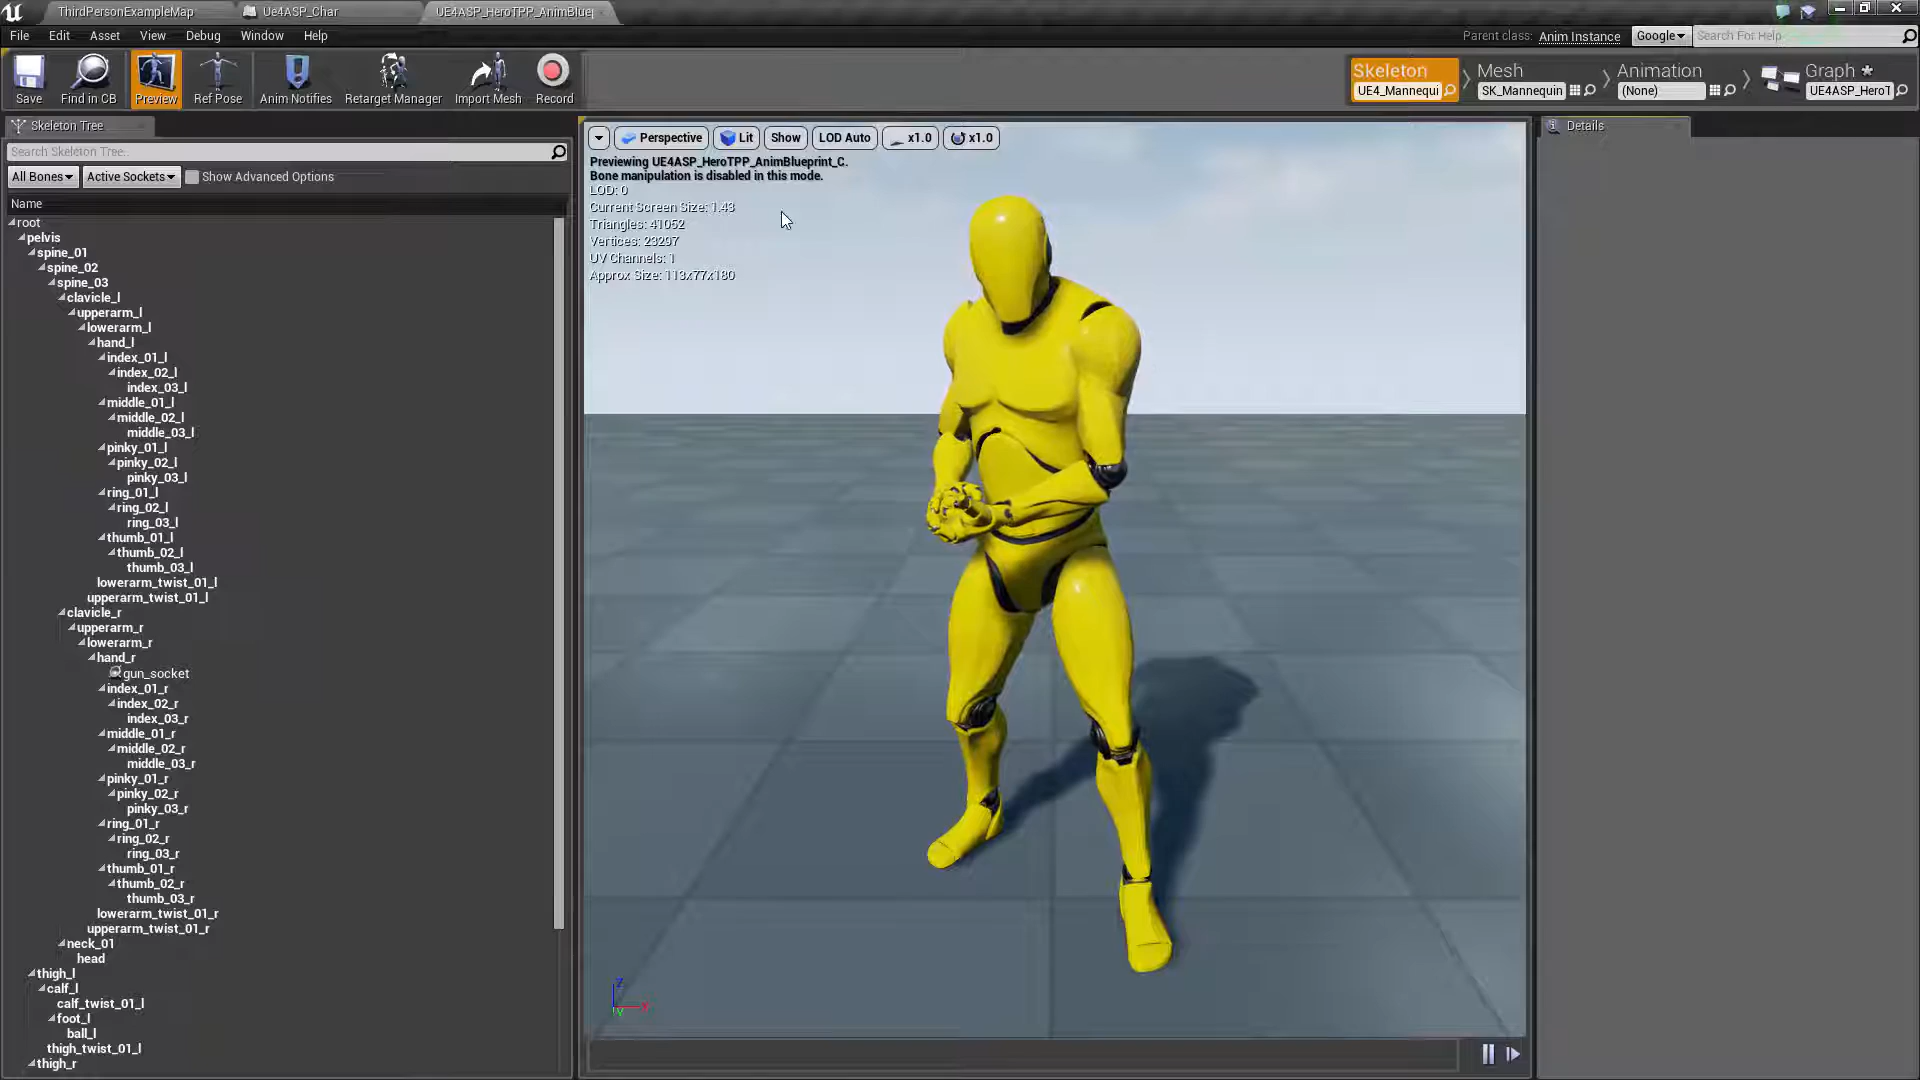 ThirdPersonExampleMap
Ue4ASP_Char
UE4ASP_HeroTPP_AnimBluep
File Edit Asset View Debug Window Help
Parent class: Anim Instance
Google
Search For Help
Save
Find in CB
Preview
Ref Pose
Anim Notifies
Retarget Manager
Import Mesh
Record
Skeleton
UE4_Mannequi
Mesh
SK_Mannequin
Animation
(None)
Graph *
UE4ASP_HeroT
Skeleton Tree
Search Skeleton Tree..
All Bones
Active Sockets
Show Advanced Options
Name
root
pelvis
spine_01
spine_02
spine_03
clavicle_l
upperarm_l
lowerarm_l
hand_l
index_01_l
index_02_l
index_03_l
middle_01_l
middle_02_l
middle_03_l
pinky_01_l
pinky_02_l
pinky_03_l
ring_01_l
ring_02_l
ring_03_l
thumb_01_l
thumb_02_l
thumb_03_l
lowerarm_twist_01_l
upperarm_twist_01_l
clavicle_r
upperarm_r
lowerarm_r
hand_r
gun_socket
index_01_r
index_02_r
index_03_r
middle_01_r
middle_02_r
middle_03_r
pinky_01_r
pinky_02_r
pinky_03_r
ring_01_r
ring_02_r
ring_03_r
thumb_01_r
thumb_02_r
thumb_03_r
lowerarm_twist_01_r
upperarm_twist_01_r
neck_01
head
thigh_l
calf_l
calf_twist_01_l
foot_l
ball_l
thigh_twist_01_l
thigh_r
Perspective
Lit
Show
LOD Auto
x1.0
x1.0
Previewing UE4ASP_HeroTPP_AnimBlueprint_C.
Bone manipulation is disabled in this mode.
LOD: 0
Current Screen Size: 1.43
Triangles: 41052
Vertices: 23297
UV Channels: 1
Approx Size: 113x77x180
Z
Y
Details